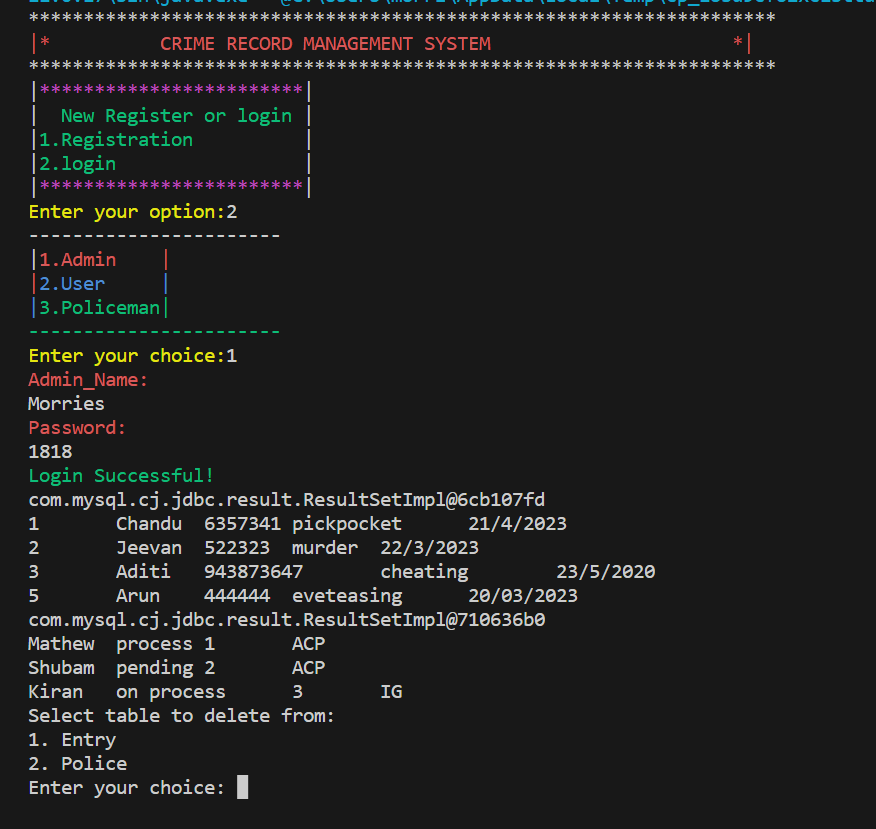 ********************************************************************
|* CRIME RECORD MANAGEMENT SYSTEM *|
********************************************************************
|************************|
| New Register or login |
|1.Registration |
|2.login |
|************************|
Enter your option:2
-----------------------
|1.Admin |
|2.User |
|3.Policeman|
-----------------------
Enter your choice:1
Admin_Name:
Morries
Password:
1818
Login Successful!
com.mysql.cj.jdbc.result.ResultSetImpl@6cb107fd
1 Chandu 6357341 pickpocket 21/4/2023
2 Jeevan 522323 murder 22/3/2023
3 Aditi 943873647 cheating 23/5/2020
5 Arun 444444 eveteasing 20/03/2023
com.mysql.cj.jdbc.result.ResultSetImpl@710636b0
Mathew process 1 ACP
Shubam pending 2 ACP
Kiran on process 3 IG
Select table to delete from:
1. Entry
2. Police
Enter your choice: